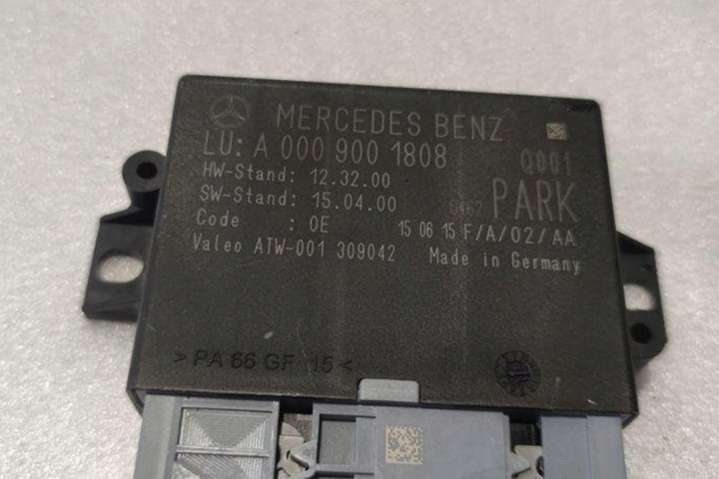 MERCEDES BENZ
LU: A 000 900 1808 Q001
HW-Stand: 12.32.00
SW-Stand: 15.04.00 PARK
Code : 0E 15 06 15 F/A/02/AA
Valeo ATW-001 309042 Made in Germany
>PA 66 GF 15<